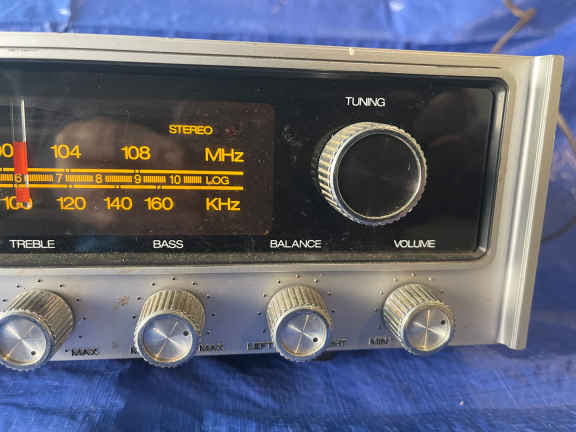 TUNING
STEREO
104 108 MHz
6 7 8 9 10 LOG
100 120 140 160 KHz
TREBLE BASS BALANCE VOLUME
MAX MAX LEFT MIN